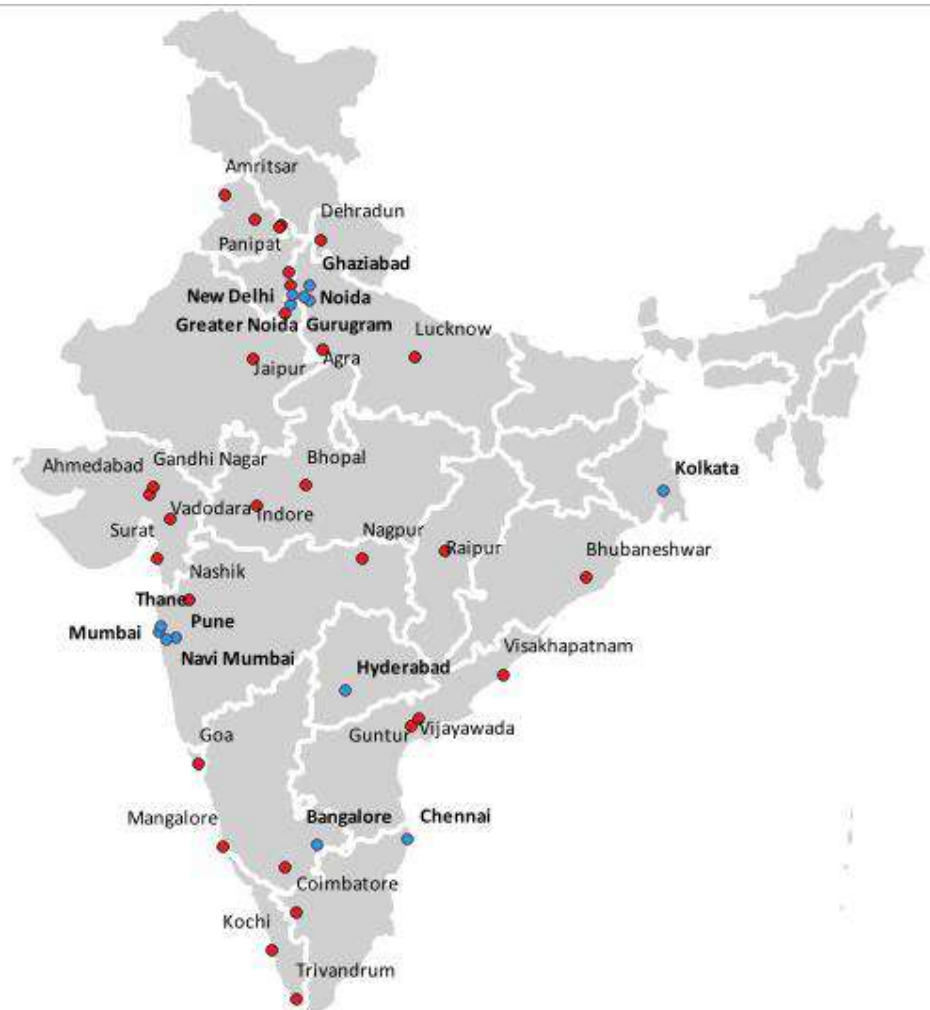 Amritsar
Dehradun
Panipat
Ghaziabad
New Delhi
Noida
Greater Noida
Gurugram
Lucknow
Jaipur
Agra
Ahmedabad
Gandhi Nagar
Bhopal
Kolkata
Vadodara
Indore
Surat
Nagpur
Raipur
Bhubaneshwar
Nashik
Thane
Pune
Mumbai
Navi Mumbai
Visakhapatnam
Hyderabad
Goa
Guntur
Vijayawada
Mangalore
Bangalore
Chennai
Coimbatore
Kochi
Trivandrum